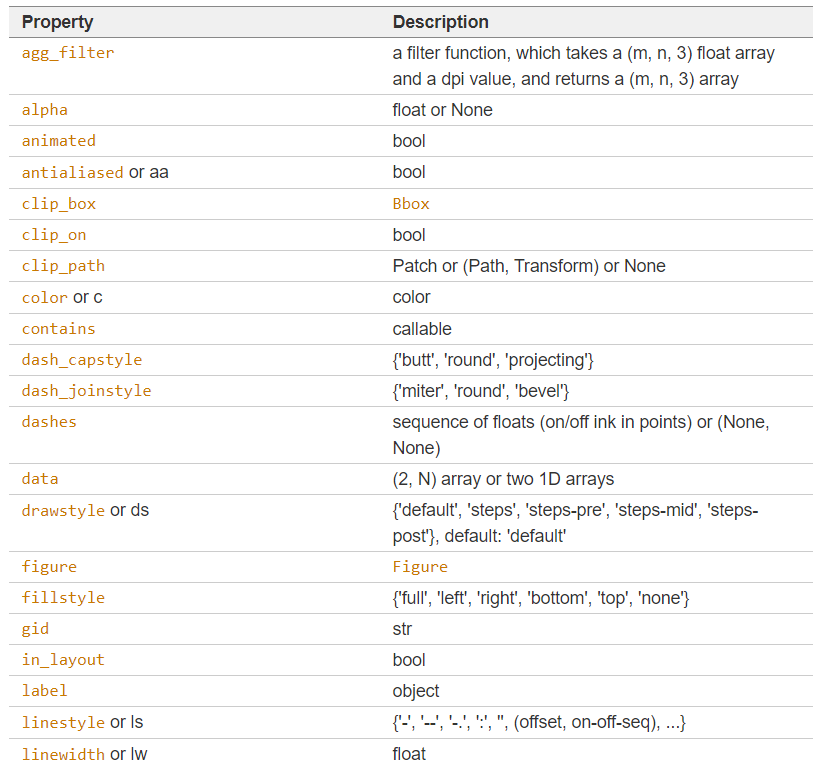 Property Description
agg_filter a filter function, which takes a (m, n, 3) float array
and a dpi value, and returns a (m, n, 3) array
alpha float or None
animated bool
antialiased or aa bool
clip_box Bbox
clip_on bool
clip_path Patch or (Path, Transform) or None
color or c color
contains callable
dash_capstyle {'butt', 'round', 'projecting'}
dash_joinstyle {'miter', 'round', 'bevel'}
dashes sequence of floats (on/off ink in points) or (None,
None)
data (2, N) array or two 1D arrays
drawstyle or ds {'default', 'steps', 'steps-pre', 'steps-mid', 'steps-
post'}, default: 'default'
figure Figure
fillstyle {'full', 'left', 'right', 'bottom', 'top', 'none'}
gid str
in_layout bool
label object
linestyle or ls {'-', '--', '-.', ':', '', (offset, on-off-seq), ...}
linewidth or lw float